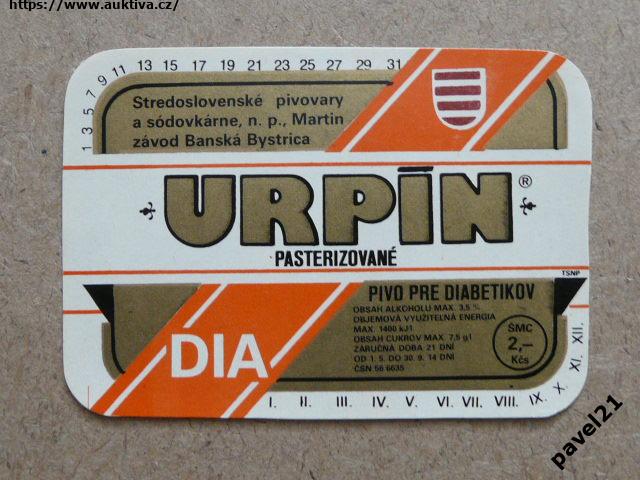 https://www.auktiva.cz/
1 3 5 7 9 11 13 15 17 19 21 23 25 27 29 31
Stredoslovenské pivovary
a sódovkárne, n. p., Martin
závod Banská Bystrica
URPÍN ®
PASTERIZOVANÉ
TSNP
PIVO PRE DIABETIKOV
OBSAH ALKOHOLU MAX. 3,5 %
OBJEMOVÁ VYUŽITEĽNÁ ENERGIA
MAX. 1400 kJ1
OBSAH CUKROV MAX. 7,5 g1
ZÁRUČNÁ DOBA 21 DNÍ
OD 1. 5. DO 30. 9. 14 DNÍ
ČSN 56 6635
ŠMC
2,–
Kčs
DIA
I. II. III. IV. V. VI. VII. VIII. IX. X. XI. XII.
pavel21